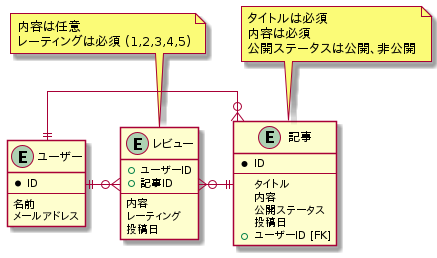 内容は任意
レーティングは必須 (1,2,3,4,5)
タイトルは必須
内容は必須
公開ステータスは公開、非公開
E ユーザー
ID
名前
メールアドレス
E レビュー
ユーザーID
記事ID
内容
レーティング
投稿日
E 記事
ID
タイトル
内容
公開ステータス
投稿日
ユーザーID [FK]